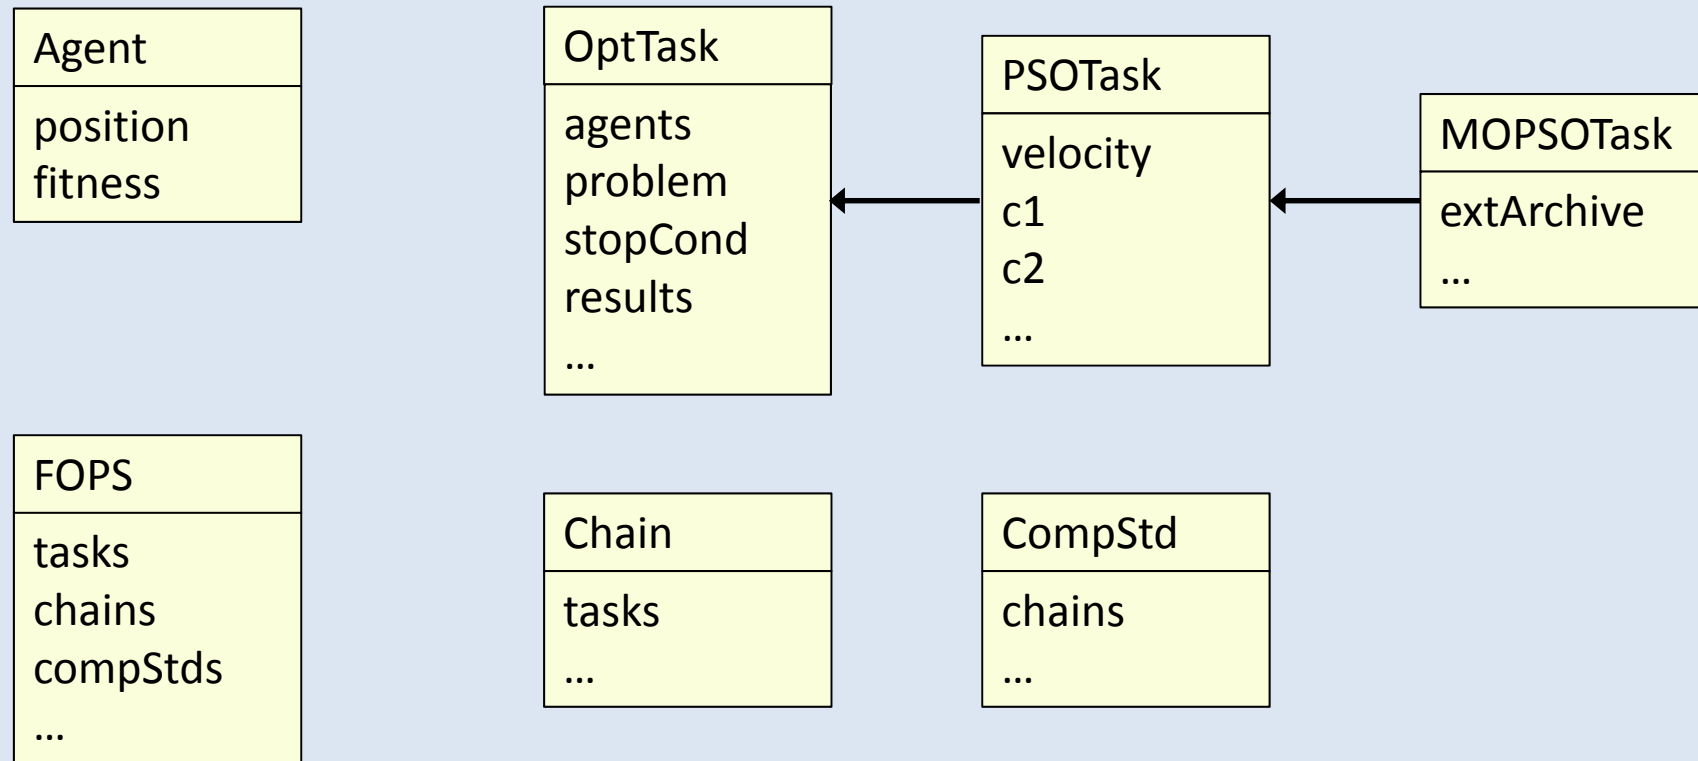 Agent
position
fitness
OptTask
agents
problem
stopCond
results
...
PSOTask
velocity
c1
c2
...
MOPSOTask
extArchive
...
FOPS
tasks
chains
compStds
...
Chain
tasks
...
CompStd
chains
...